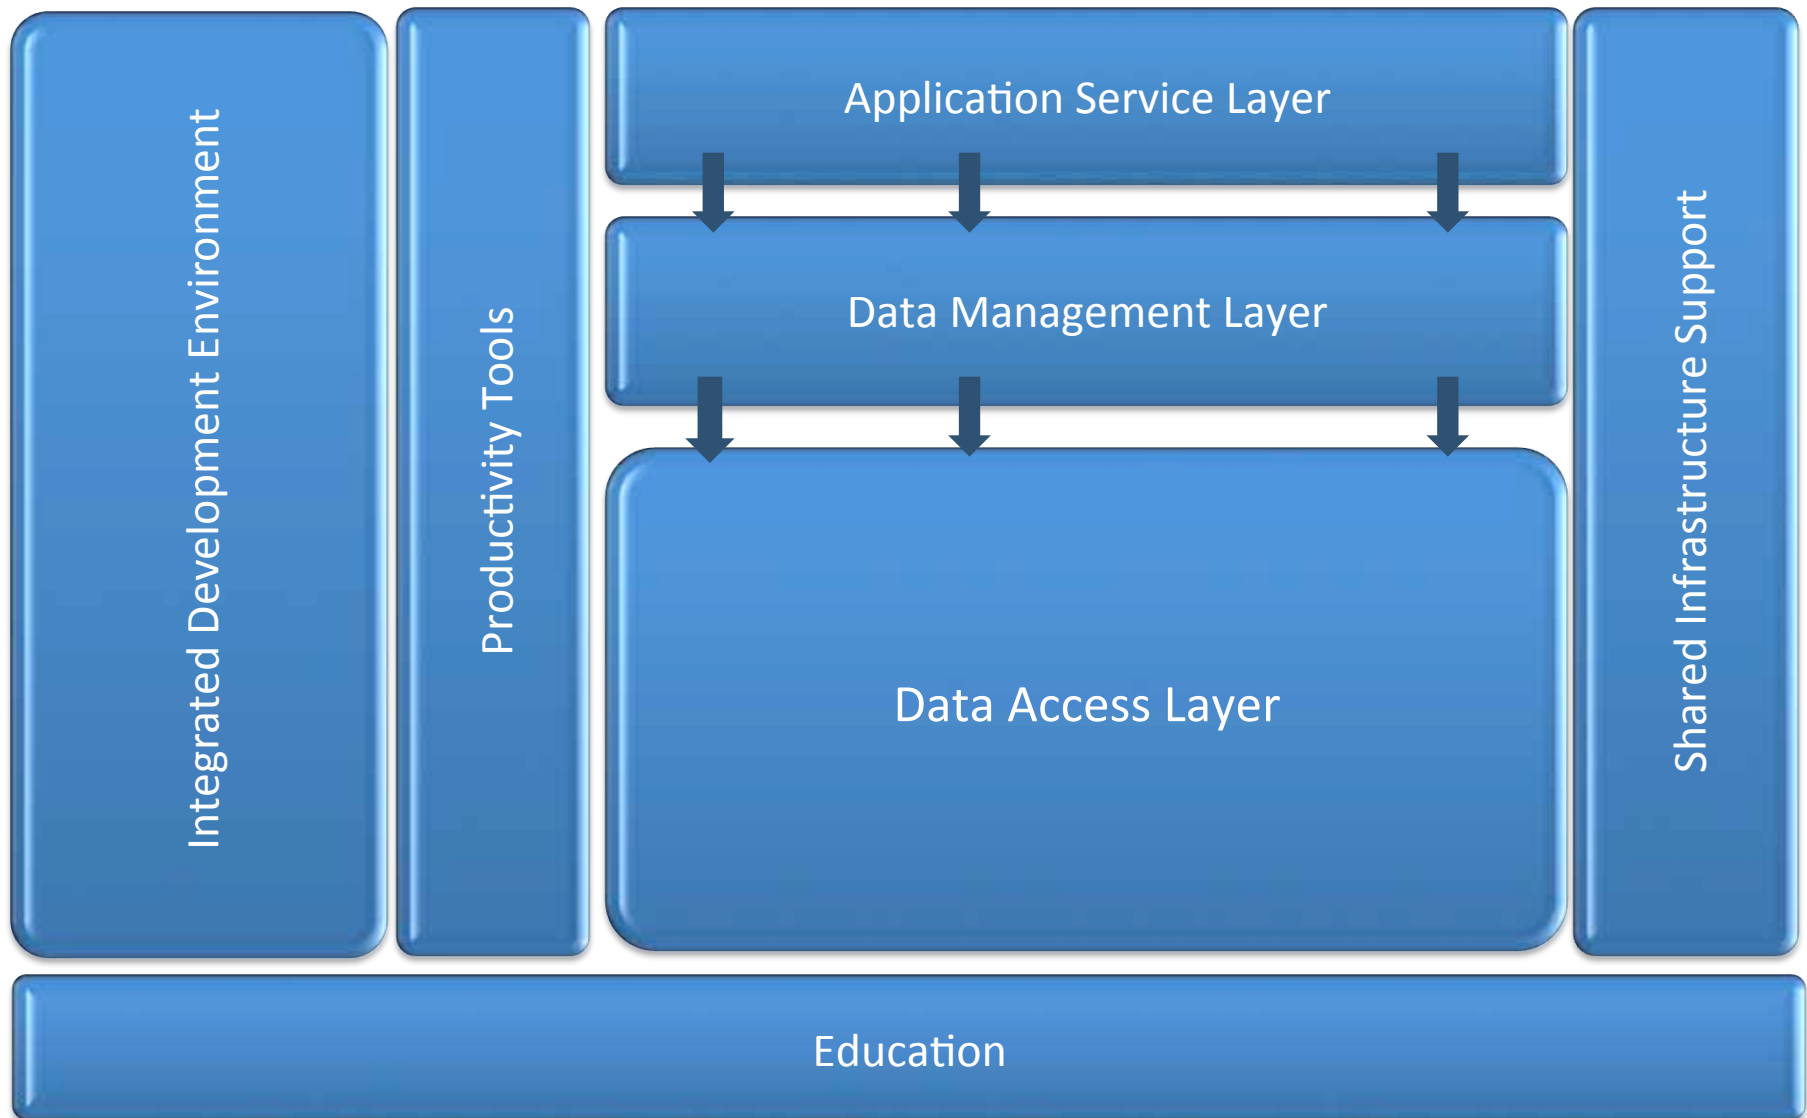 Integrated Development Environment
Productivity Tools
Application Service Layer
Data Management Layer
Data Access Layer
Shared Infrastructure Support
Education